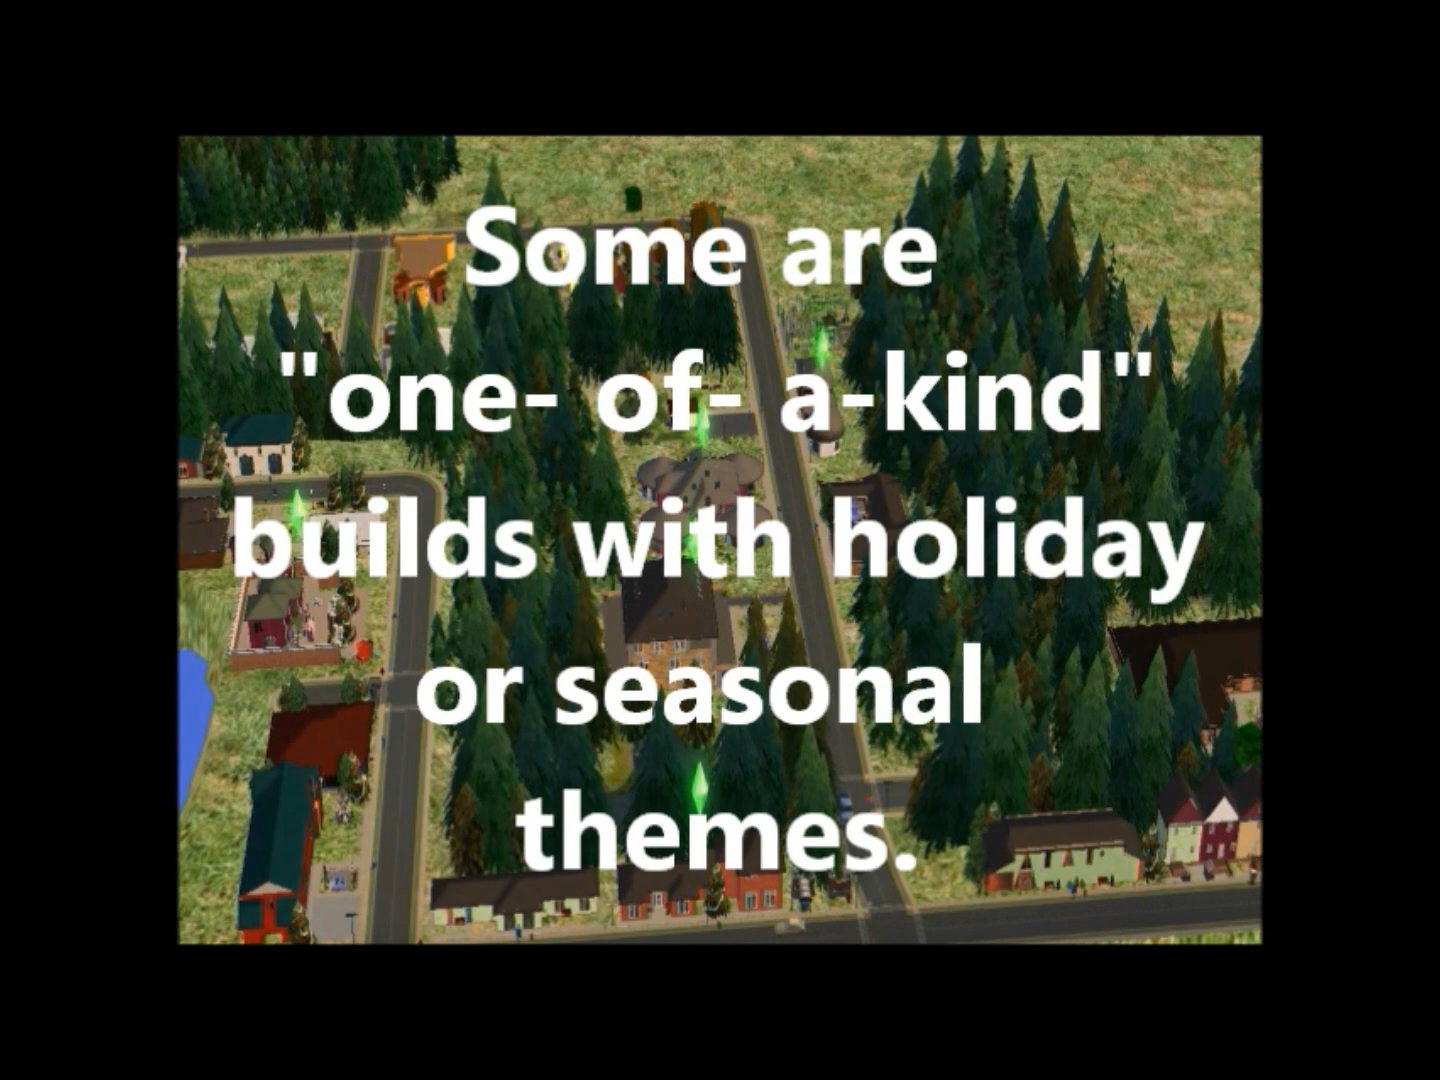 Some are
"one- of- a-kind"
builds with holiday
or seasonal
themes.